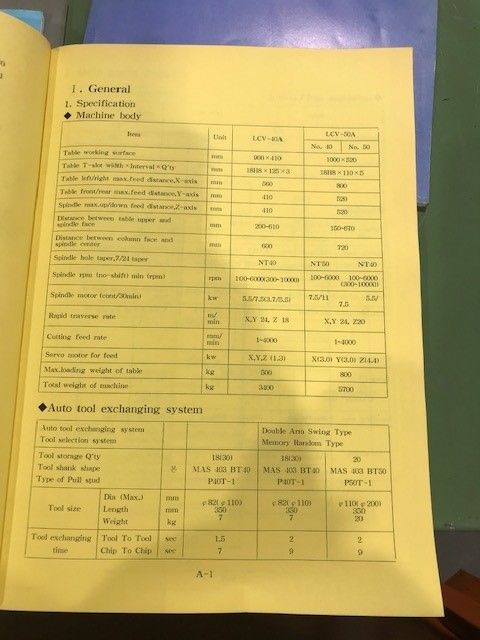 I. General
1. Specification
◆ Machine body
Item Unit LCV-40A LCV-50A
No. 40 No. 50
Table working surface mm 900×410 1000×520
Table T-slot width×Interval×Q'ty mm 18H8×125×3 18H8×110×5
Table left/right max.feed distance,X-axis mm 560 800
Table front/rear max.feed distance,Y-axis mm 410 520
Spindle max.up/down feed distance,Z-axis mm 410 520
Distance between table upper and spindle face mm 200-610 150-670
Distance between column face and spindle center mm 600 720
Spindle hole taper,7/24 taper NT40 NT50 NT40
Spindle rpm (no-shift) min (rpm) rpm 100-6000(300-10000) 100-6000 100-6000
(300-10000)
Spindle motor (cont/30min) kw 5.5/7.5(3.7/5.5) 7.5/11 5.5/
7.5
Rapid traverse rate m/min X,Y 24, Z 18 X,Y 24, Z20
Cutting feed rate mm/min 1~4000 1~4000
Servo motor for feed kw X,Y,Z (1.3) X(3.0) Y(3.0) Z(4.4)
Max.loading weight of table kg 500 800
Total weight of machine kg 3400 5700
◆Auto tool exchanging system
Auto tool exchanging system Double Arm Swing Type
Tool selection system Memory Random Type
Tool storage Q'ty 18(30) 18(30) 20
Tool shank shape 본 MAS 403 BT40 MAS 403 BT40 MAS 403 BT50
Type of Pull stud P40T-1 P40T-1 P50T-1
Tool size Dia (Max.) mm φ82(φ110) φ82(φ110) φ110(φ200)
Length mm 350 350 350
Weight kg 7 7 20
Tool exchanging time Tool To Tool sec 1.5 2 2
Chip To Chip sec 7 9 9
A-1